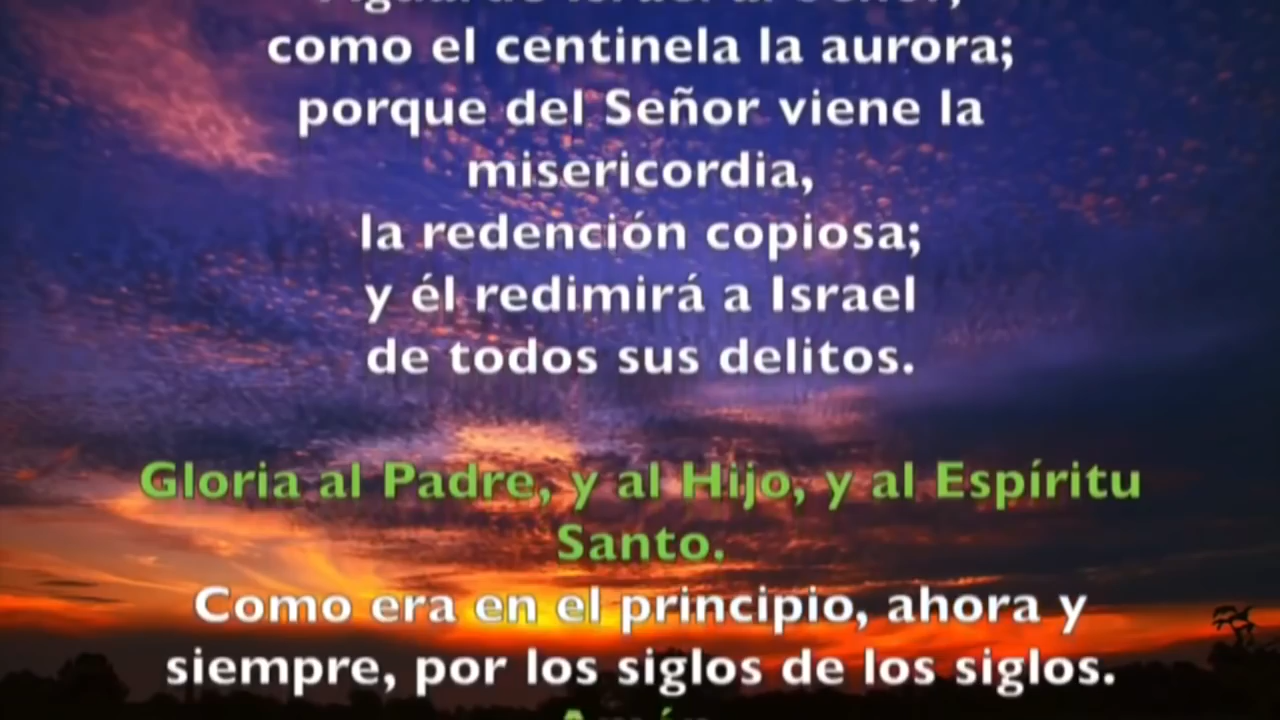 como el centinela la aurora;
porque del Señor viene la
misericordia,
la redención copiosa;
y él redimirá a Israel
de todos sus delitos.
Gloria al Padre, y al Hijo, y al Espíritu
Santo.
Como era en el principio, ahora y
siempre, por los siglos de los siglos.